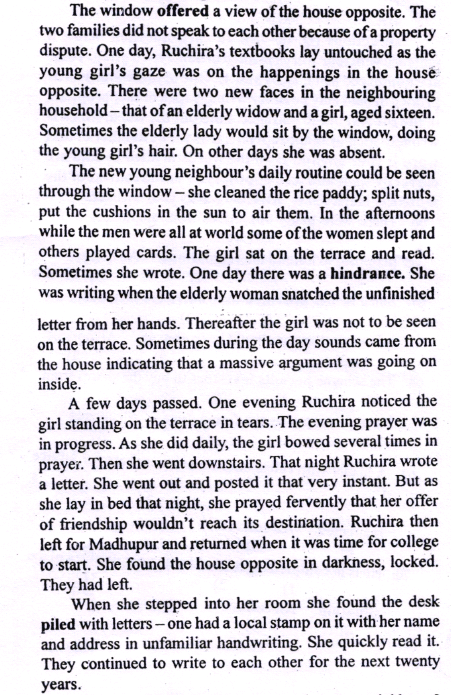 The window offered a view of the house opposite. The
two families did not speak to each other because of a property
dispute. One day, Ruchira's textbooks lay untouched as the
young girl's gaze was on the happenings in the house
opposite. There were two new faces in the neighbouring
household – that of an elderly widow and a girl, aged sixteen.
Sometimes the elderly lady would sit by the window, doing
the young girl's hair. On other days she was absent.
The new young neighbour's daily routine could be seen
through the window – she cleaned the rice paddy; split nuts,
put the cushions in the sun to air them. In the afternoons
while the men were all at world some of the women slept and
others played cards. The girl sat on the terrace and read.
Sometimes she wrote. One day there was a hindrance. She
was writing when the elderly woman snatched the unfinished
letter from her hands. Thereafter the girl was not to be seen
on the terrace. Sometimes during the day sounds came from
the house indicating that a massive argument was going on
inside.
A few days passed. One evening Ruchira noticed the
girl standing on the terrace in tears. The evening prayer was
in progress. As she did daily, the girl bowed several times in
prayer. Then she went downstairs. That night Ruchira wrote
a letter. She went out and posted it that very instant. But as
she lay in bed that night, she prayed fervently that her offer
of friendship wouldn't reach its destination. Ruchira then
left for Madhupur and returned when it was time for college
to start. She found the house opposite in darkness, locked.
They had left.
When she stepped into her room she found the desk
piled with letters – one had a local stamp on it with her name
and address in unfamiliar handwriting. She quickly read it.
They continued to write to each other for the next twenty
years.